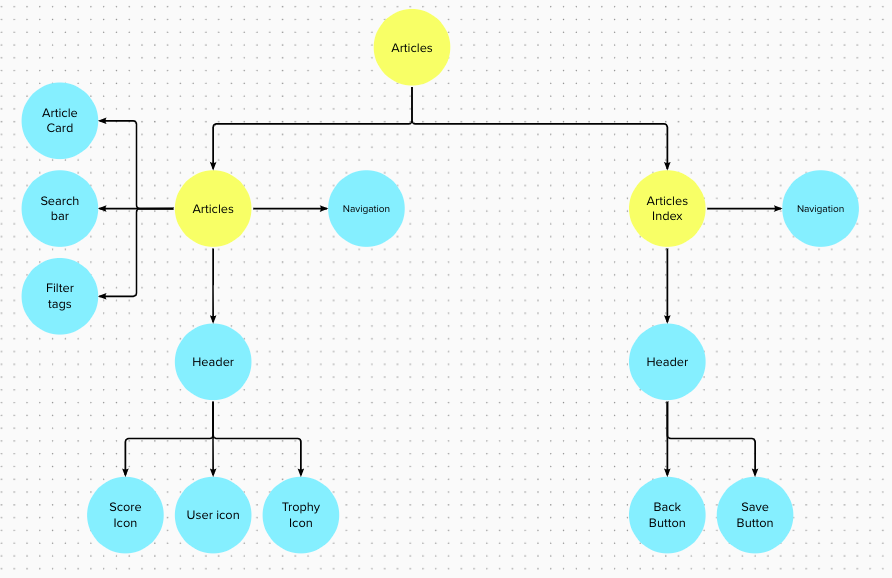 Articles
Article
Card
Search
bar
Filter
tags
Articles
Navigation
Articles
Index
Navigation
Header
Header
Score
Icon
User icon
Trophy
Icon
Back
Button
Save
Button